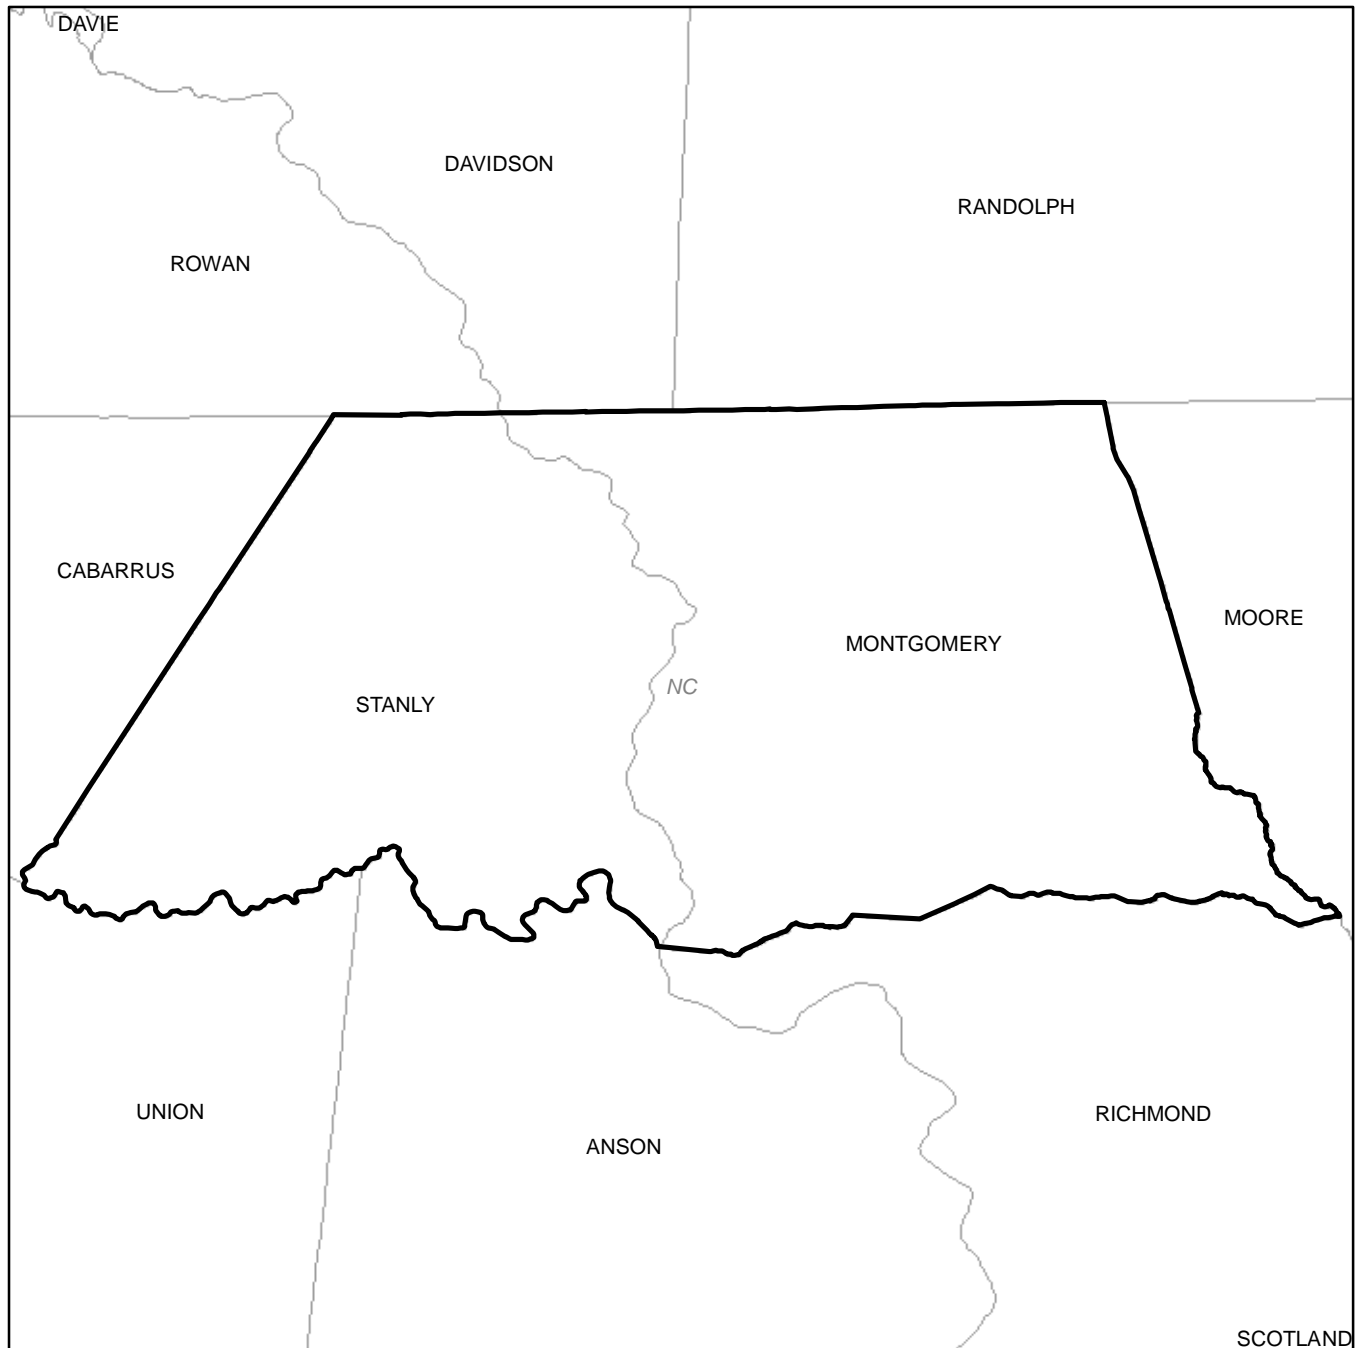 DAVIE
DAVIDSON
RANDOLPH
ROWAN
CABARRUS
MOORE
MONTGOMERY
NC
STANLY
UNION
RICHMOND
ANSON
SCOTLAND